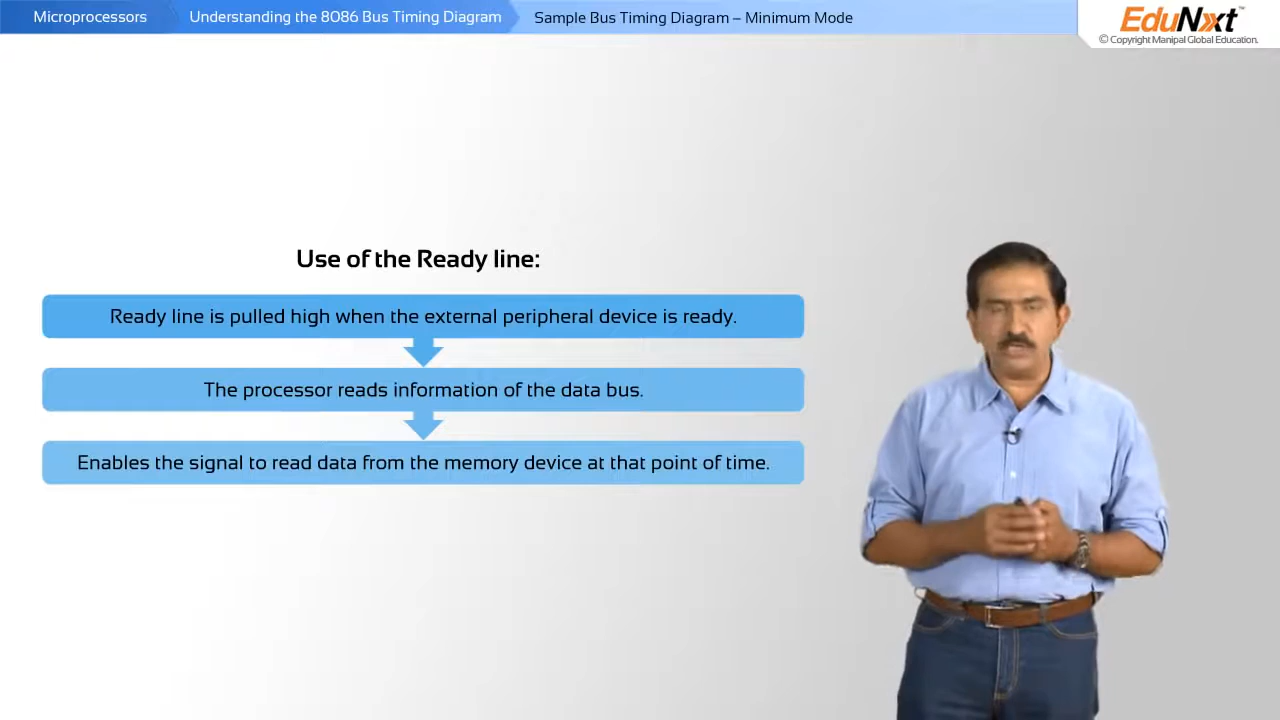 Microprocessors
Understanding the 8086 Bus Timing Diagram
Sample Bus Timing Diagram – Minimum Mode
EduNxt™
© Copyright Manipal Global Education.
Use of the Ready line:
Ready line is pulled high when the external peripheral device is ready.
The processor reads information of the data bus.
Enables the signal to read data from the memory device at that point of time.